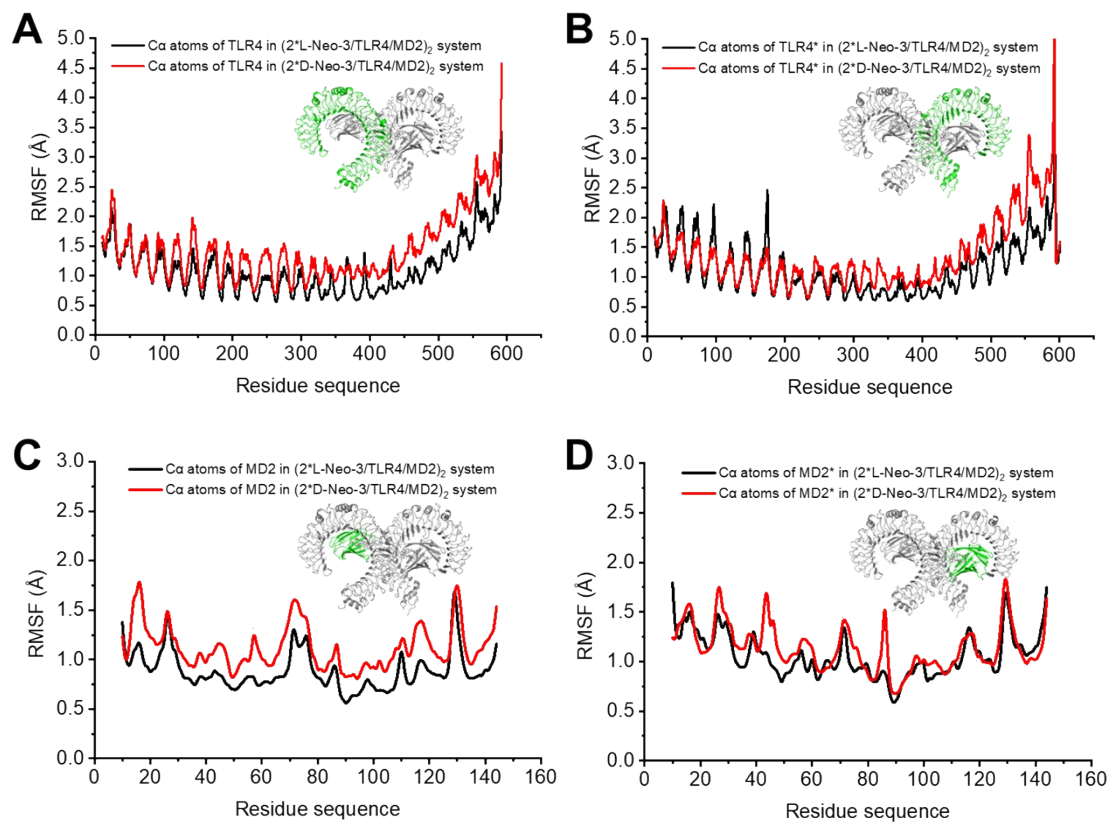 A
Cα atoms of TLR4 in (2*L-Neo-3/TLR4/MD2)₂ system
Cα atoms of TLR4 in (2*D-Neo-3/TLR4/MD2)₂ system
5.0
4.5
4.0
3.5
3.0
2.5
2.0
1.5
1.0
0.5
0.0
RMSF (Å)
0 100 200 300 400 500 600
Residue sequence
B
Cα atoms of TLR4* in (2*L-Neo-3/TLR4/MD2)₂ system
Cα atoms of TLR4* in (2*D-Neo-3/TLR4/MD2)₂ system
5.0
4.5
4.0
3.5
3.0
2.5
2.0
1.5
1.0
0.5
0.0
RMSF (Å)
0 100 200 300 400 500 600
Residue sequence
C
Cα atoms of MD2 in (2*L-Neo-3/TLR4/MD2)₂ system
Cα atoms of MD2 in (2*D-Neo-3/TLR4/MD2)₂ system
3.0
2.5
2.0
1.5
1.0
0.5
0.0
RMSF (Å)
0 20 40 60 80 100 120 140 160
Residue sequence
D
Cα atoms of MD2* in (2*L-Neo-3/TLR4/MD2)₂ system
Cα atoms of MD2* in (2*D-Neo-3/TLR4/MD2)₂ system
3.0
2.5
2.0
1.5
1.0
0.5
0.0
RMSF (Å)
0 20 40 60 80 100 120 140 160
Residue sequence